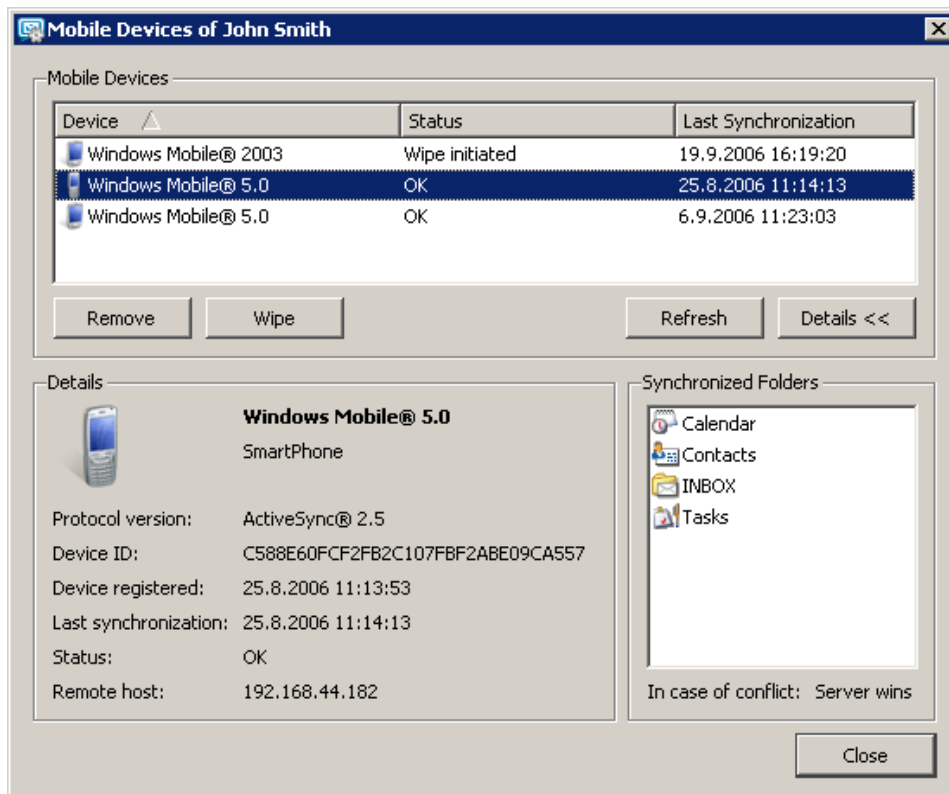 Mobile Devices of John Smith
Mobile Devices
Device Status Last Synchronization
Windows Mobile® 2003 Wipe initiated 19.9.2006 16:19:20
Windows Mobile® 5.0 OK 25.8.2006 11:14:13
Windows Mobile® 5.0 OK 6.9.2006 11:23:03
Remove Wipe Refresh Details <<
Details
Windows Mobile® 5.0
SmartPhone
Protocol version: ActiveSync® 2.5
Device ID: C588E60FCF2FB2C107FBF2ABE09CA557
Device registered: 25.8.2006 11:13:53
Last synchronization: 25.8.2006 11:14:13
Status: OK
Remote host: 192.168.44.182
Synchronized Folders
Calendar
Contacts
INBOX
Tasks
In case of conflict: Server wins
Close